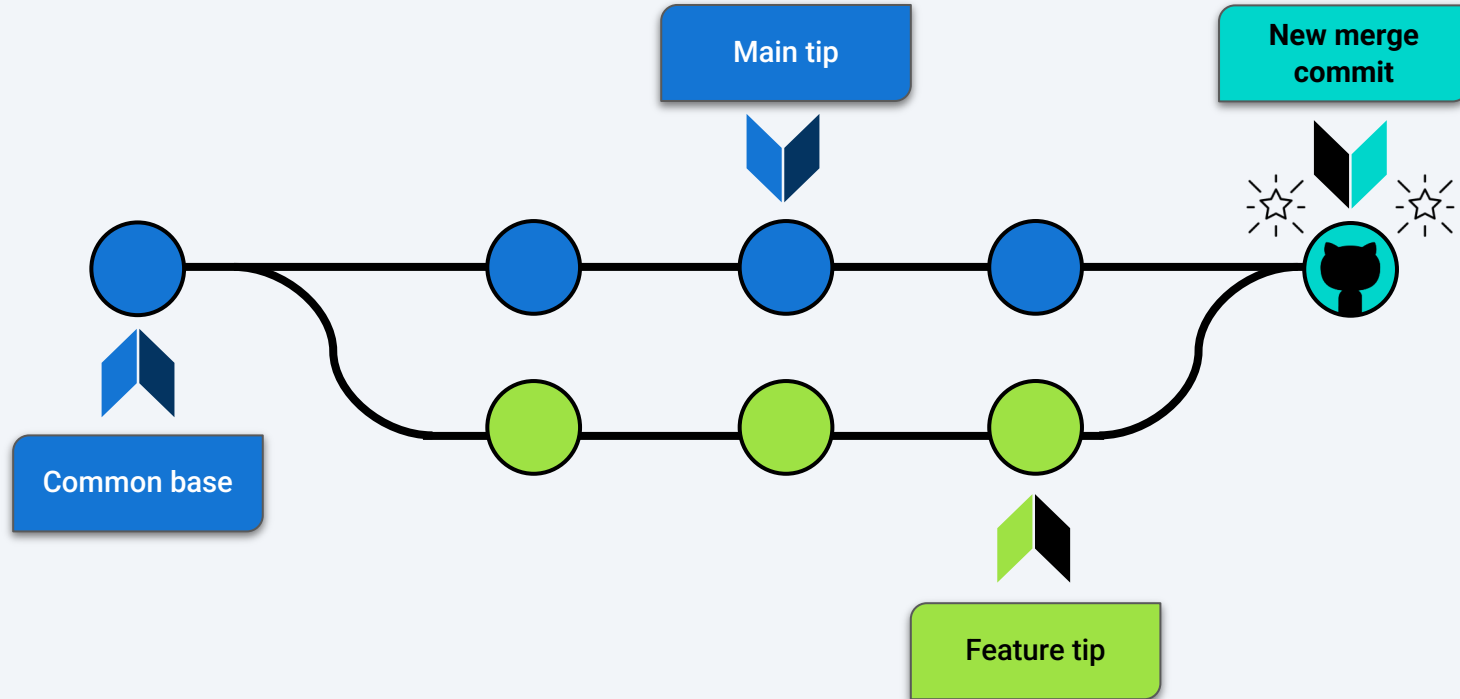 Main tip
New merge
commit
Common base
Feature tip